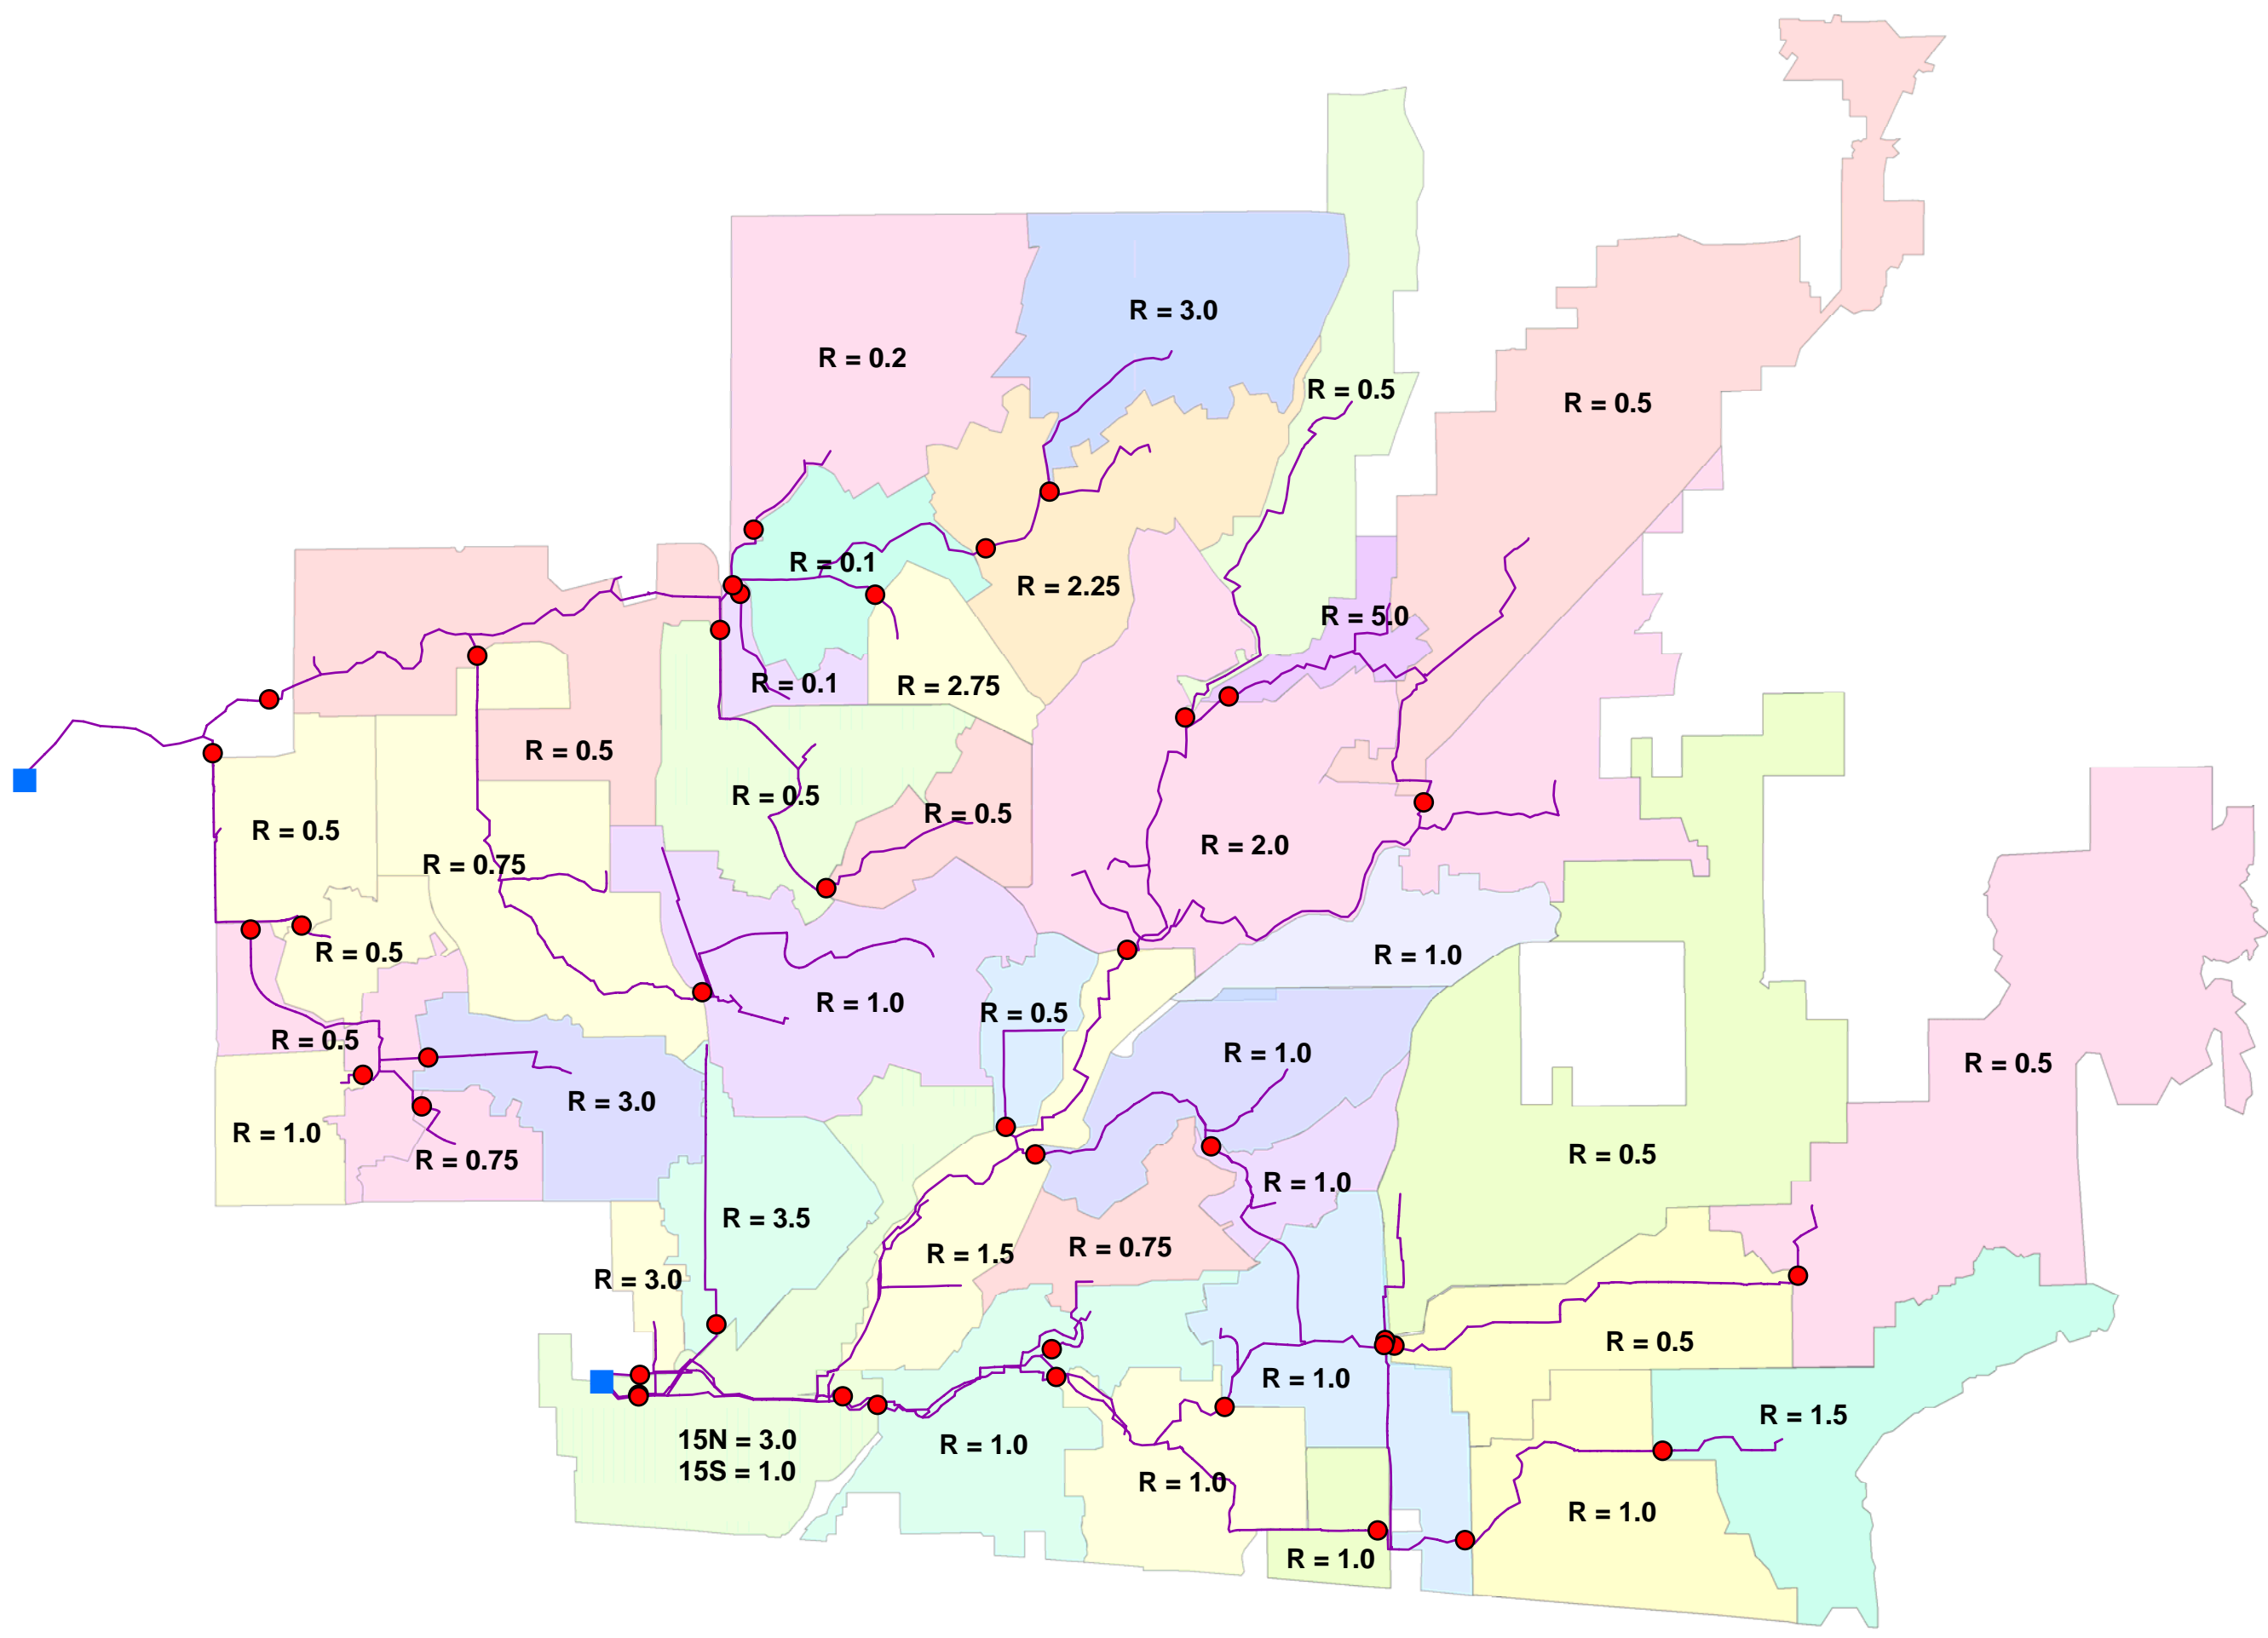 R = 3.0
R = 0.2
R = 0.5
R = 0.5
R = 0.1
R = 2.25
R = 5.0
R = 0.1
R = 2.75
R = 0.5
R = 0.5
R = 0.5
R = 0.5
R = 2.0
R = 0.75
R = 0.5
R = 1.0
R = 1.0
R = 0.5
R = 0.5
R = 1.0
R = 0.5
R = 3.0
R = 1.0
R = 0.75
R = 0.5
R = 1.0
R = 3.5
R = 0.75
R = 1.5
R = 3.0
R = 0.5
R = 1.0
R = 1.5
15N = 3.0
15S = 1.0
R = 1.0
R = 1.0
R = 1.0
R = 1.0